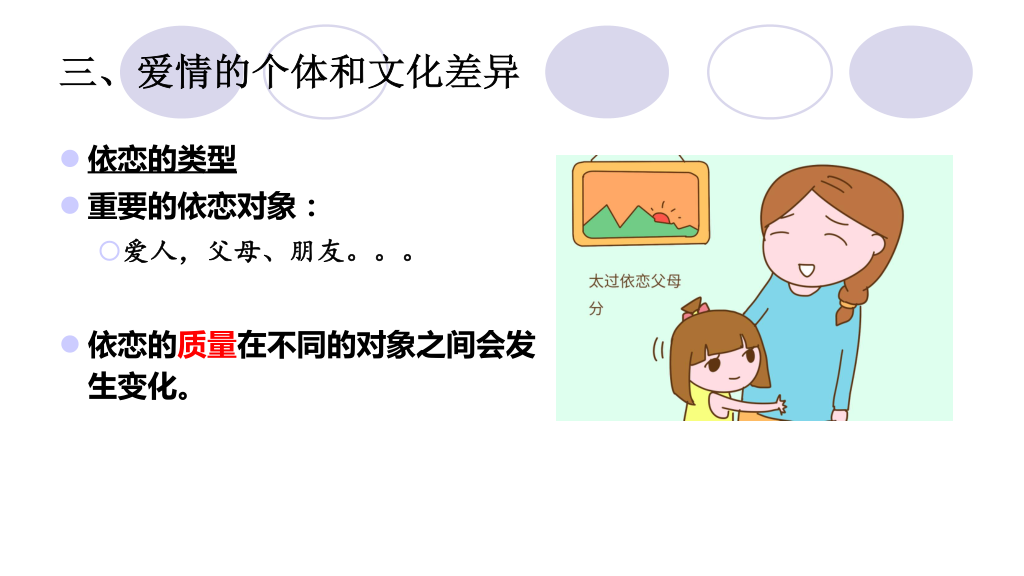 三、爱情的个体和文化差异
依恋的类型
重要的依恋对象：
爱人，父母、朋友。。。
依恋的质量在不同的对象之间会发
生变化。
太过依恋父母
分